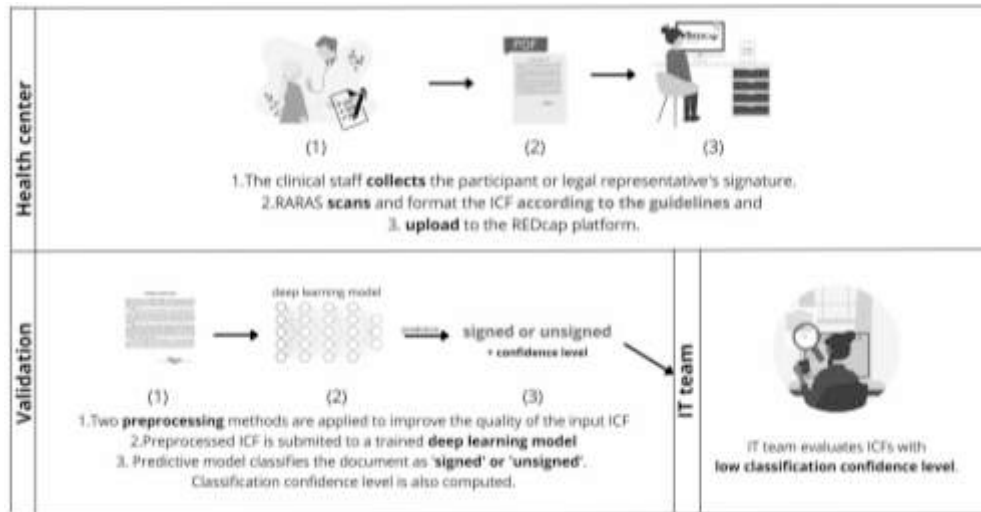 Health center
PDF
(1)
(2)
(3)
1.The clinical staff collects the participant or legal representative's signature.
2.RARAS scans and format the ICF according to the guidelines and
3. upload to the REDcap platform.
Validation
deep learning model
signed or unsigned
+ confidence level
(1)
(2)
(3)
1.Two preprocessing methods are applied to improve the quality of the input ICF
2.Preprocessed ICF is submited to a trained deep learning model
3. Predictive model classifies the document as 'signed' or 'unsigned'.
Classification confidence level is also computed.
IT team
IT team evaluates ICFs with
low classification confidence level.